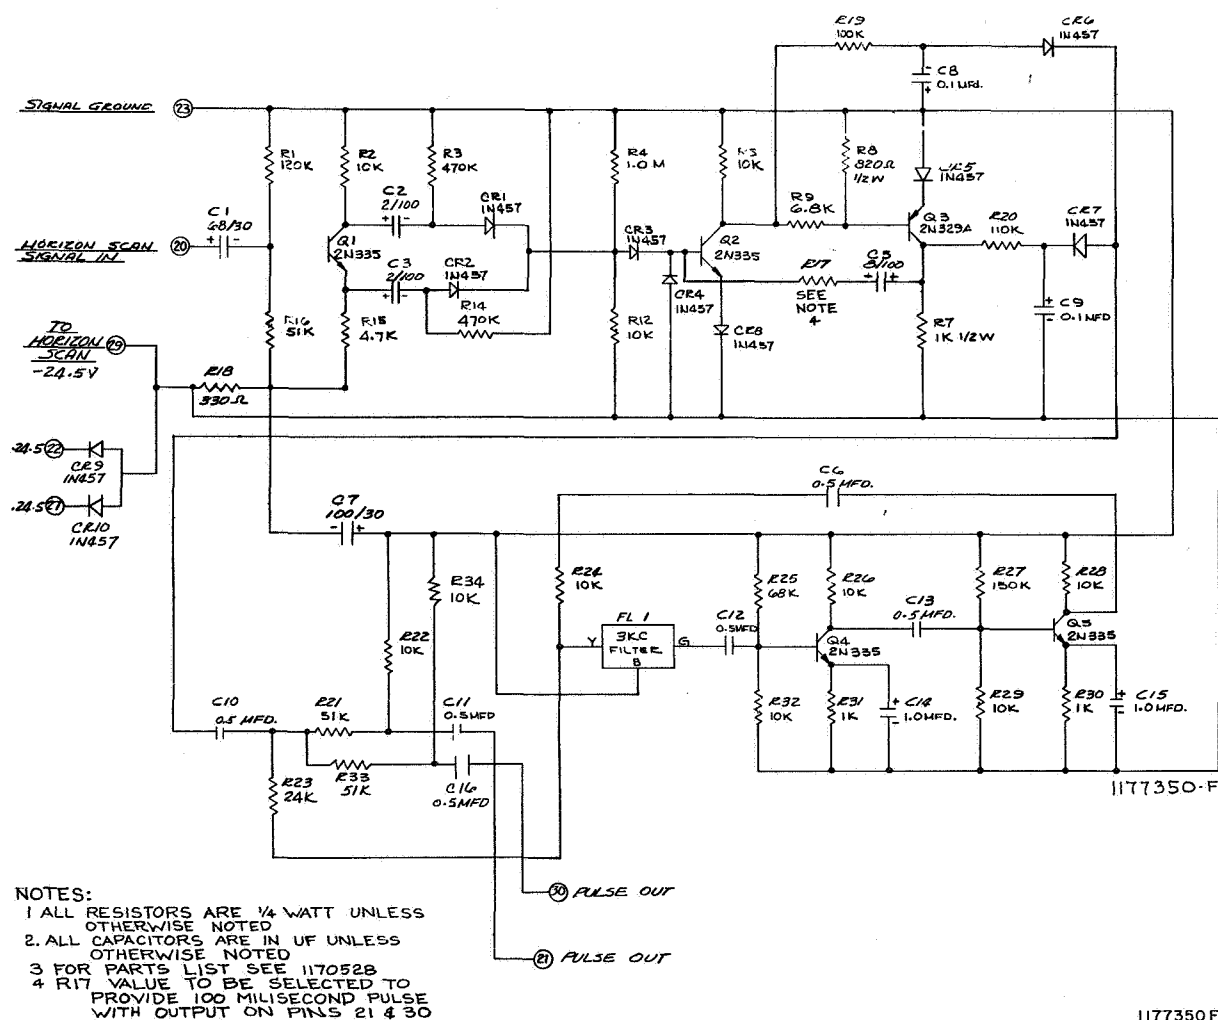 R19
100K
CR6
1N457
C8
0.1 MFD.
SIGNAL GROUND 23
R1
120K
R2
10K
R3
470K
R4
1.0 M
10K
R8
820Ω
1/2W
1N457
C1
68/30
C2
2/100
CR1
1N457
R9
6.8K
Q3
2N329A
R20
110K
CR7
1N457
HORIZON SCAN
SIGNAL IN
20
Q1
2N335
CR3
1N457
Q2
2N335
C3
2/100
CR2
1N457
R14
470K
CR4
1N457
R17
SEE
NOTE
4
C5
8/100
C9
0.1 MFD
R16
51K
R15
4.7K
R12
10K
CR8
1N457
R7
1K 1/2W
TO
HORIZON
SCAN
-24.5V
29
R18
330Ω
24.5 22
CR9
1N457
24.5 27
CR10
1N457
C7
100/30
C6
0.5 MFD.
R34
10K
R24
10K
R25
68K
R26
10K
R27
150K
R28
10K
R22
10K
FL 1
Y 3KC G
FILTER
B
C12
0.5MFD
C13
0.5 MFD.
Q4
2N335
Q5
2N335
C10
0.5 MFD.
R21
51K
C11
0.5MFD
R32
10K
R31
1K
C14
1.0MFD.
R29
10K
R30
1K
C15
1.0MFD.
R23
24K
R33
51K
C16
0.5MFD
1177350-F
30 PULSE OUT
21 PULSE OUT
NOTES:
1 ALL RESISTORS ARE 1/4 WATT UNLESS
OTHERWISE NOTED
2. ALL CAPACITORS ARE IN UF UNLESS
OTHERWISE NOTED
3 FOR PARTS LIST SEE 1170528
4 R17 VALUE TO BE SELECTED TO
PROVIDE 100 MILISECOND PULSE
WITH OUTPUT ON PINS 21 & 30
1177350F